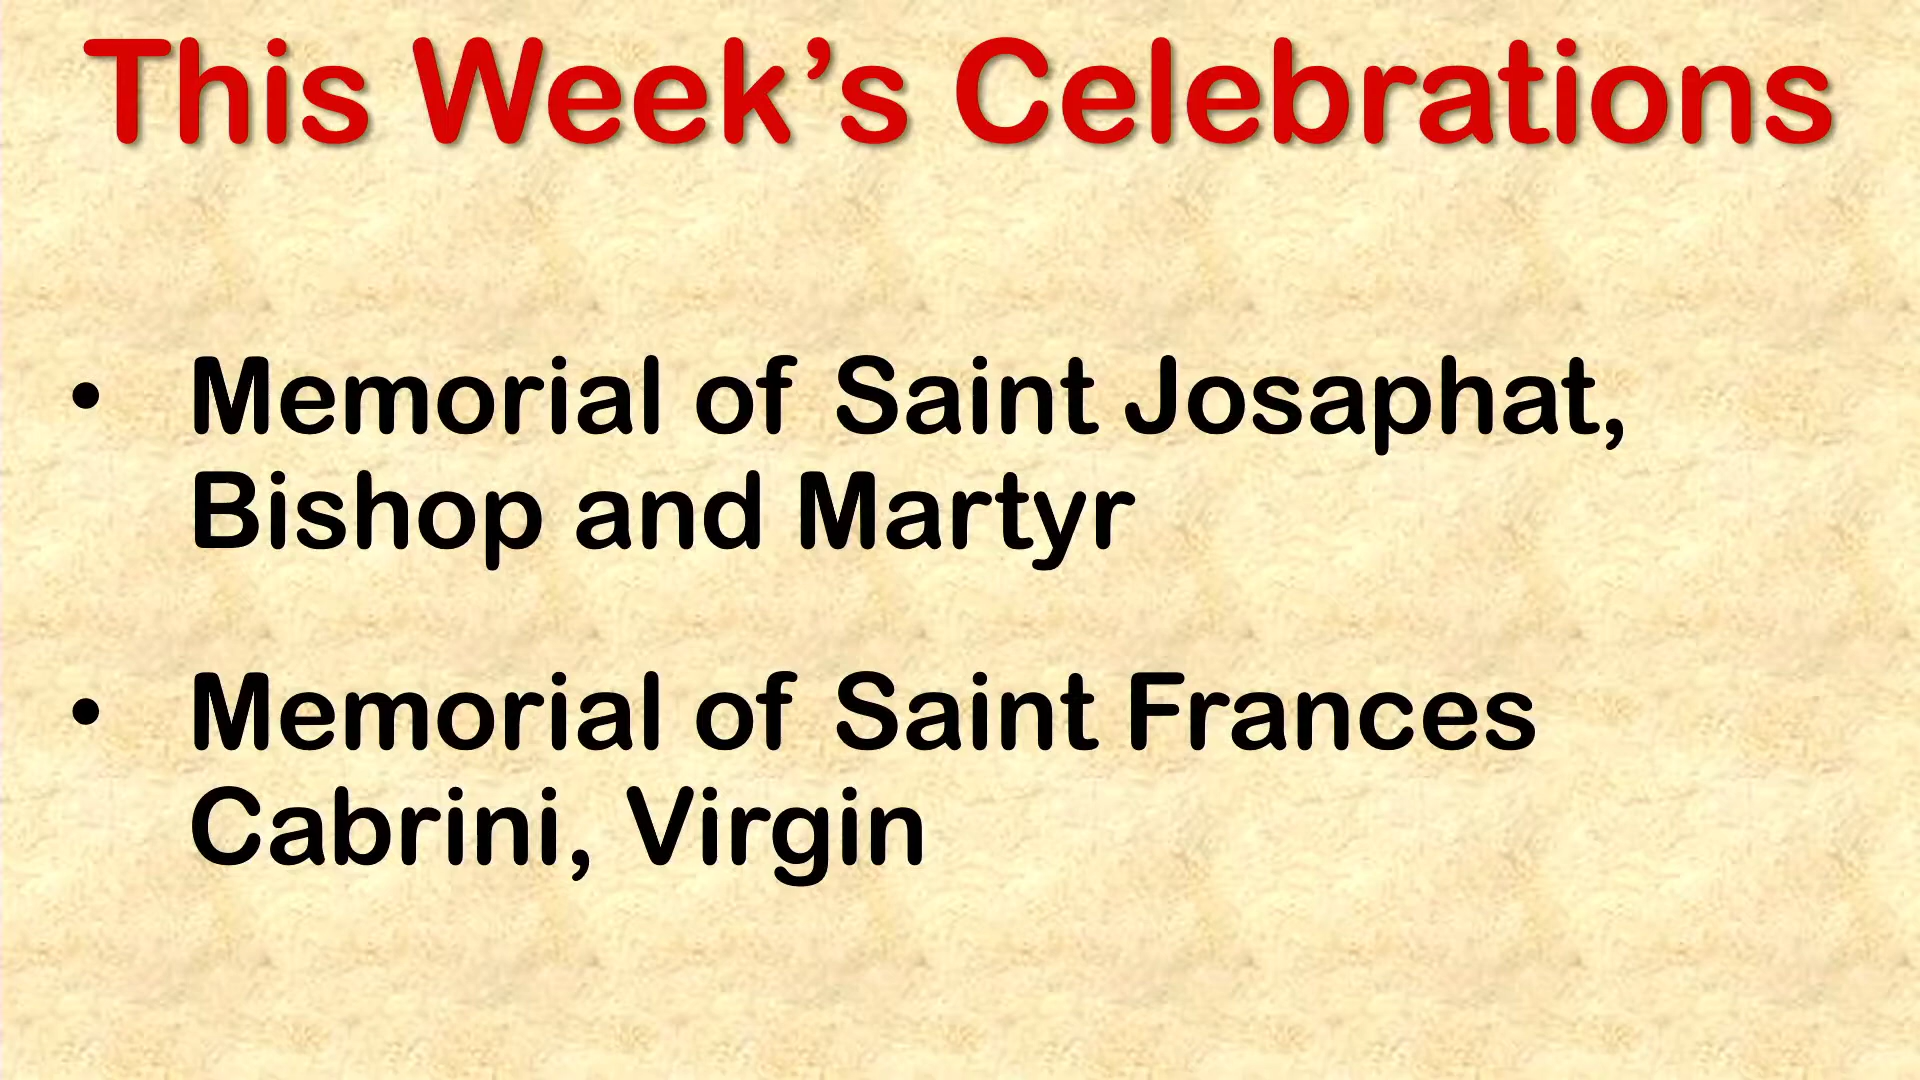 This Week’s Celebrations
• Memorial of Saint Josaphat,
Bishop and Martyr
• Memorial of Saint Frances
Cabrini, Virgin